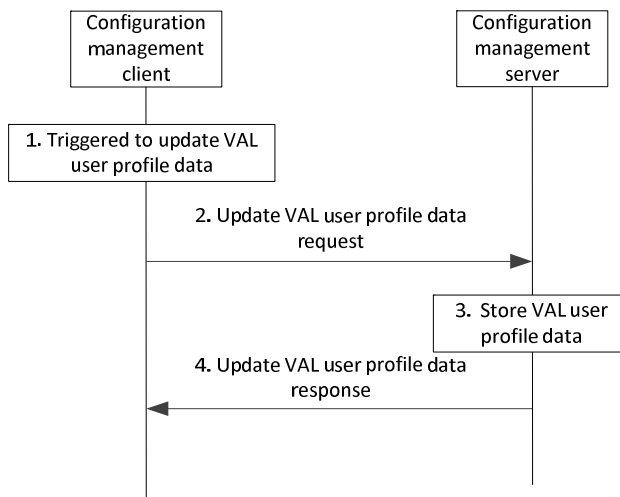 Configuration
management
client
Configuration
management
server
1. Triggered to update VAL
user profile data
2. Update VAL user profile data
request
3. Store VAL user
profile data
4. Update VAL user profile data
response